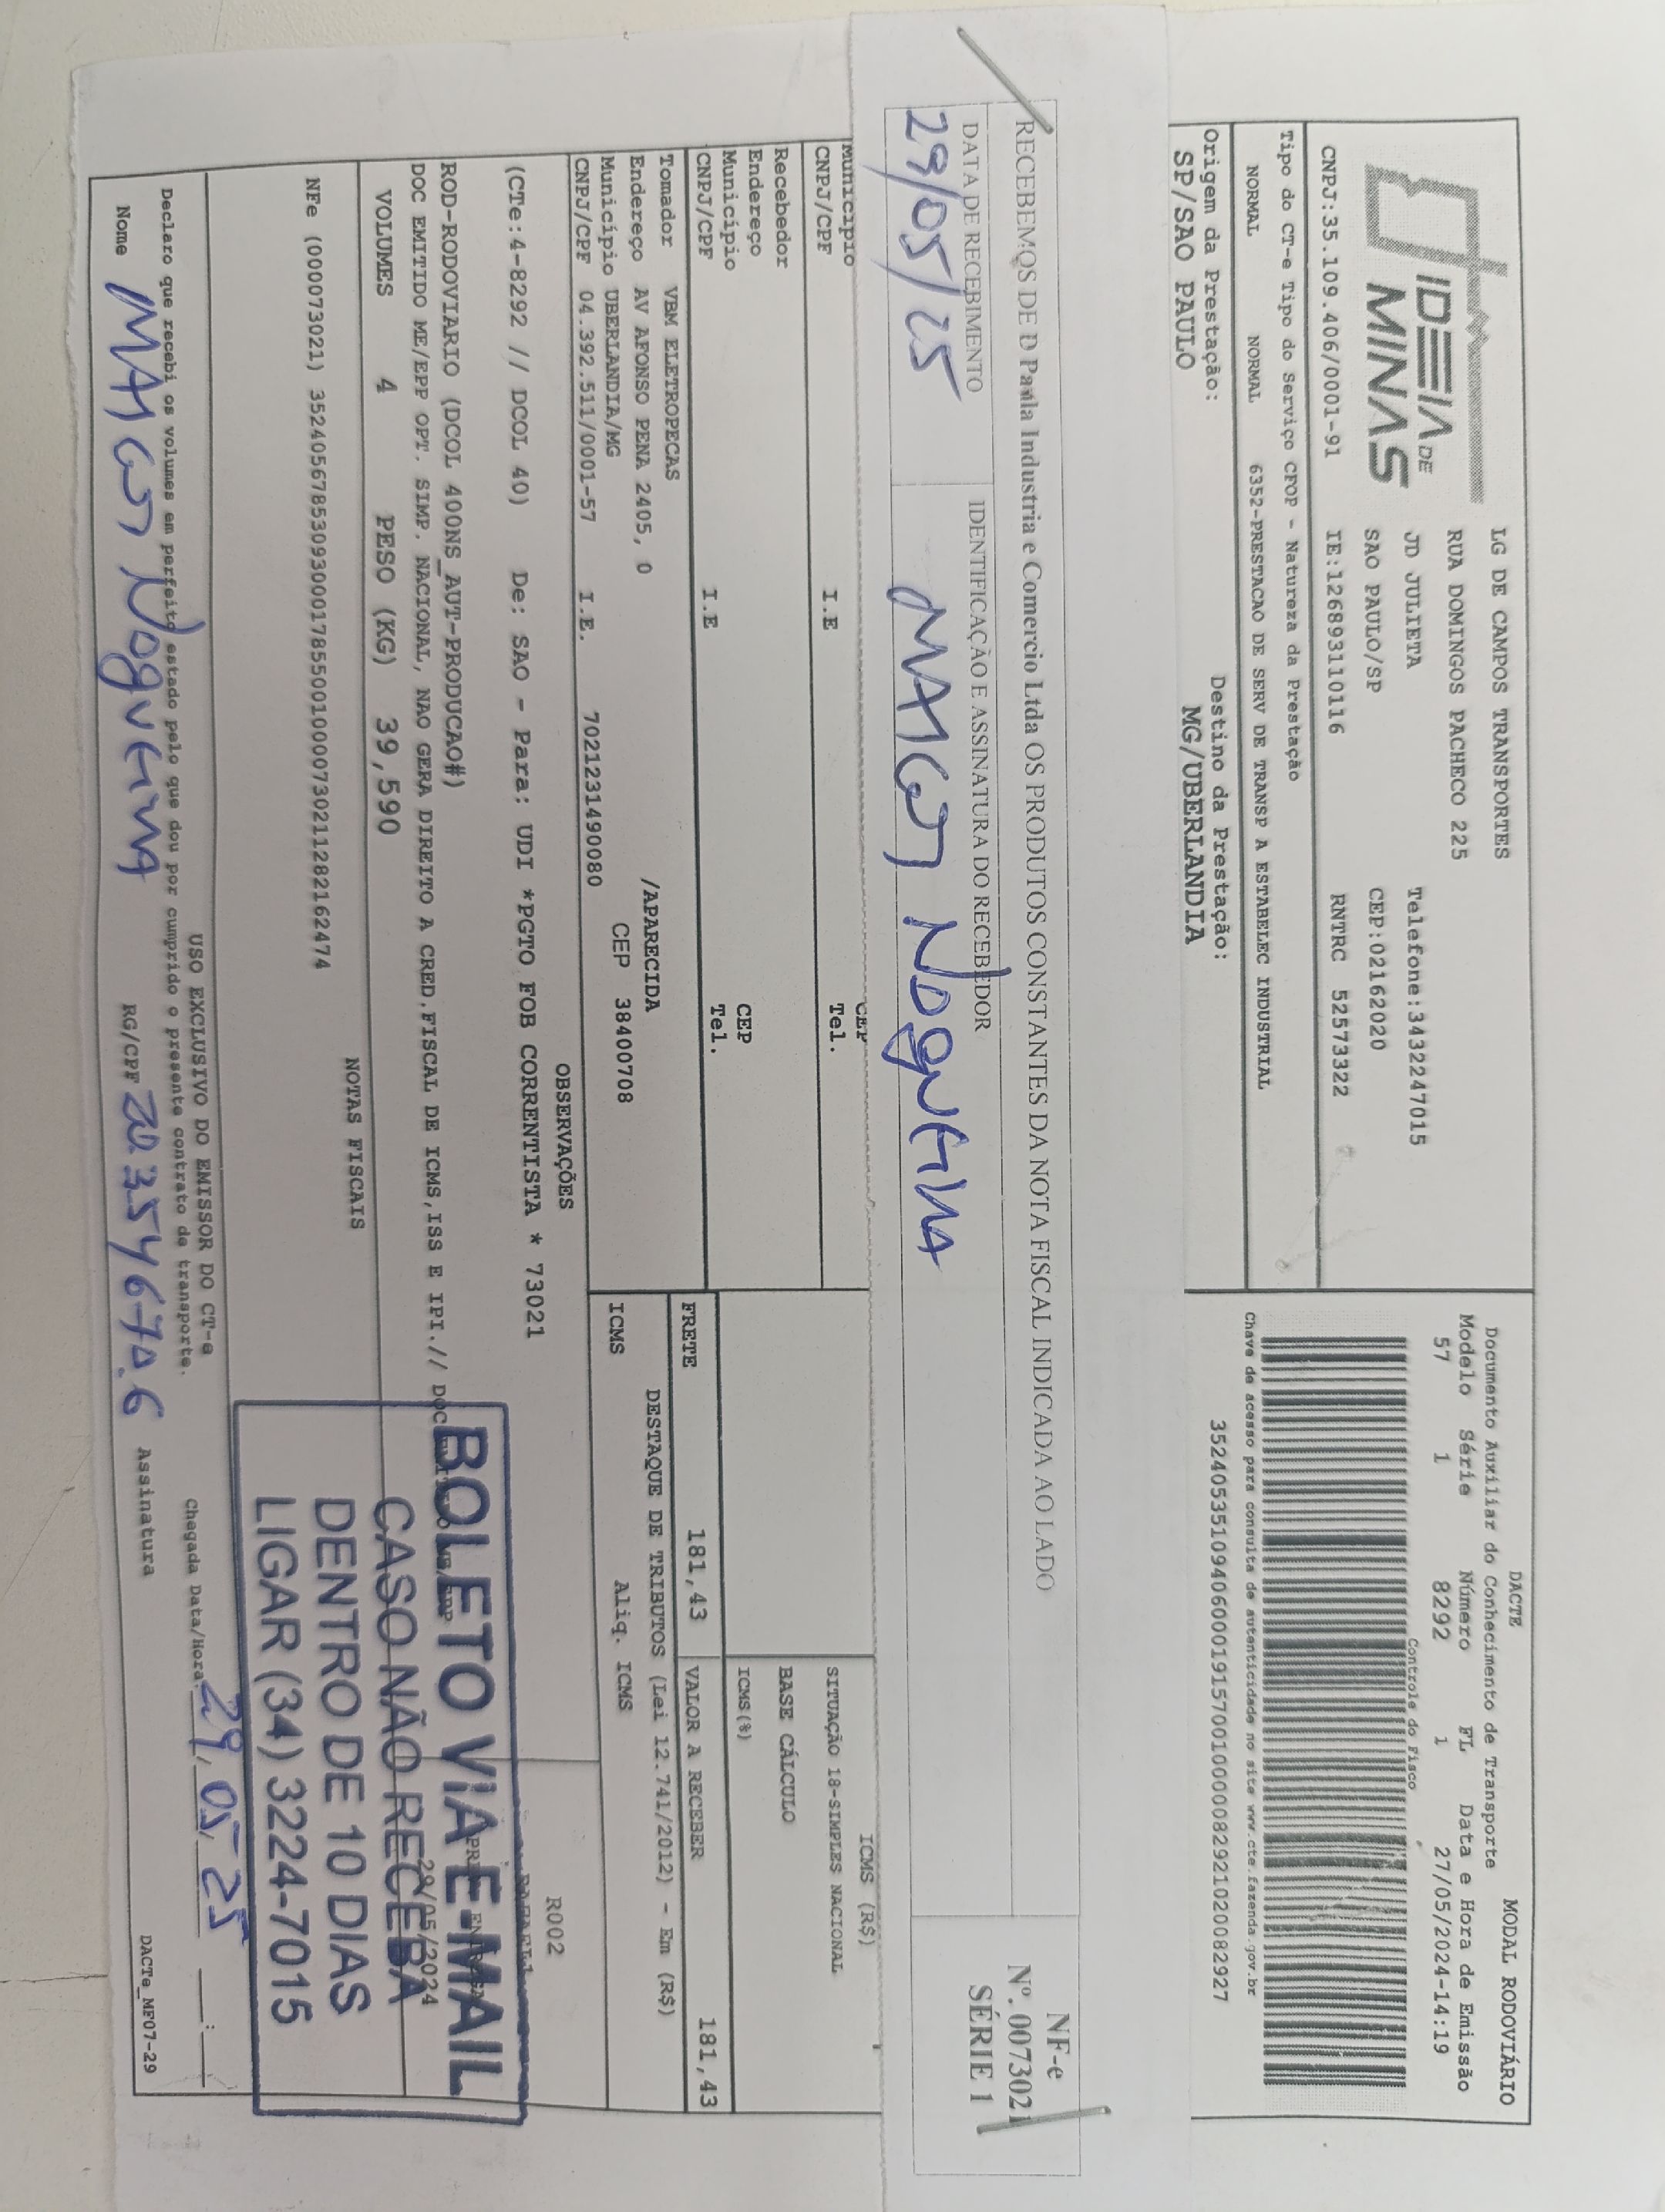 IDEIA DE
MINAS
LG DE CAMPOS TRANSPORTES
RUA DOMINGOS PACHECO 225
JD JULIETA Telefone:3432247015
SAO PAULO/SP CEP:02162020
CNPJ:35.109.406/0001-91 IE:126893110116 RNTRC 52573322
DACTE MODAL RODOVIÁRIO
Documento Auxiliar do Conhecimento de Transporte
Modelo Série Número FL Data e Hora de Emissão
57 1 8292 1 27/05/2024-14:19
Controle do Fisco
Chave de acesso para consulta de autenticidade no site www.cte.fazenda.gov.br
35240535109406000191570010000082921020082927
Tipo do CT-e Tipo do Serviço CFOP - Natureza da Prestação
NORMAL NORMAL 6352-PRESTACAO DE SERV DE TRANSP A ESTABELEC INDUSTRIAL
Origem da Prestação: Destino da Prestação:
SP/SAO PAULO MG/UBERLANDIA
RECEBEMOS DE D Paula Industria e Comercio Ltda OS PRODUTOS CONSTANTES DA NOTA FISCAL INDICADA AO LADO
DATA DE RECEBIMENTO IDENTIFICAÇÃO E ASSINATURA DO RECEBEDOR
29/05/25
NF-e
Nº. 0073021
SÉRIE 1
Município CEP
CNPJ/CPF I.E Tel.
Recebedor
Endereço
Município CEP
CNPJ/CPF I.E Tel.
ICMS (R$)
SITUAÇÃO 18-SIMPLES NACIONAL
BASE CÁLCULO
ICMS(%)
Tomador VBM ELETROPECAS
Endereço AV AFONSO PENA 2405, 0 /APARECIDA
Município UBERLANDIA/MG CEP 38400708
CNPJ/CPF 04.392.511/0001-57 I.E. 7021231490080
FRETE 181,43 VALOR A RECEBER 181,43
DESTAQUE DE TRIBUTOS (Lei 12.741/2012) - Em (R$)
ICMS Aliq. ICMS
OBSERVAÇÕES
R002
(CTe:4-8292 // DCOL 40) De: SAO - Para: UDI *PGTO FOB CORRENTISTA * 73021
ROD-RODOVIARIO (DCOL 400NS_AUT-PRODUCAO#)
DOC EMITIDO ME/EPP OPT. SIMP. NACIONAL, NAO GERA DIREITO A CRED.FISCAL DE ICMS,ISS E IPI.// DOC
VOLUMES 4 PESO (KG) 39,590
29/05/2024
BOLETO VIA E-MAIL
CASO NÃO RECEBA
DENTRO DE 10 DIAS
LIGAR (34) 3224-7015
NOTAS FISCAIS
NFe (000073021) 35240567853093000178550010000730211282162474
USO EXCLUSIVO DO EMISSOR DO CT-e
Declaro que recebi os volumes em perfeito estado pelo que dou por cumprido o presente contrato de transporte.
Chegada Data/Hora: 29, 05, 25 __:__
Nome RG/CPF Assinatura
DACTe_MF07-29